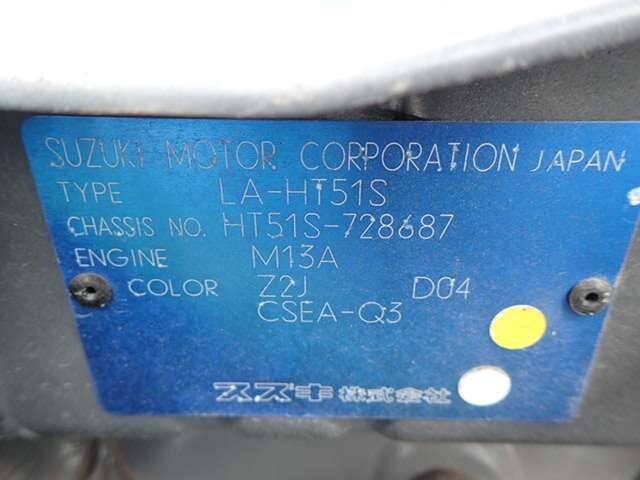 SUZUKI MOTOR CORPORATION JAPAN
TYPE LA-HT51S
CHASSIS NO. HT51S-728687
ENGINE M13A
COLOR Z2J D04
CSEA-Q3
スズキ株式会社